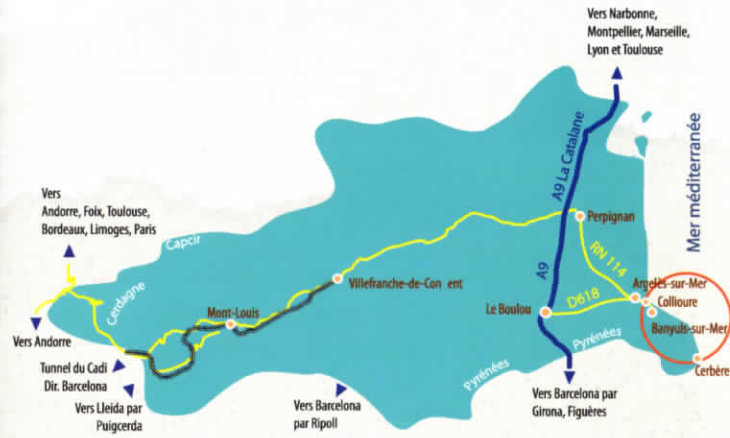 Vers Narbonne,
Montpellier, Marseille,
Lyon et Toulouse
Mer méditerranée
A9 La Catalane
Vers
Andorre, Foix, Toulouse,
Bordeaux, Limoges, Paris
Capcir
Perpignan
RN 114
Cerdagne
Villefranche-de-Con ent
A9
Argelès-sur-Mer
Collioure
Mont-Louis
Le Boulou
D618
Banyuls-sur-Mer
Vers Andorre
Pyrénées
Cerbère
Tunnel du Cadi
Dir. Barcelona
Pyrénées
Vers Lleida par
Puigcerda
Vers Barcelona
par Ripoll
Vers Barcelona par
Girona, Figuères